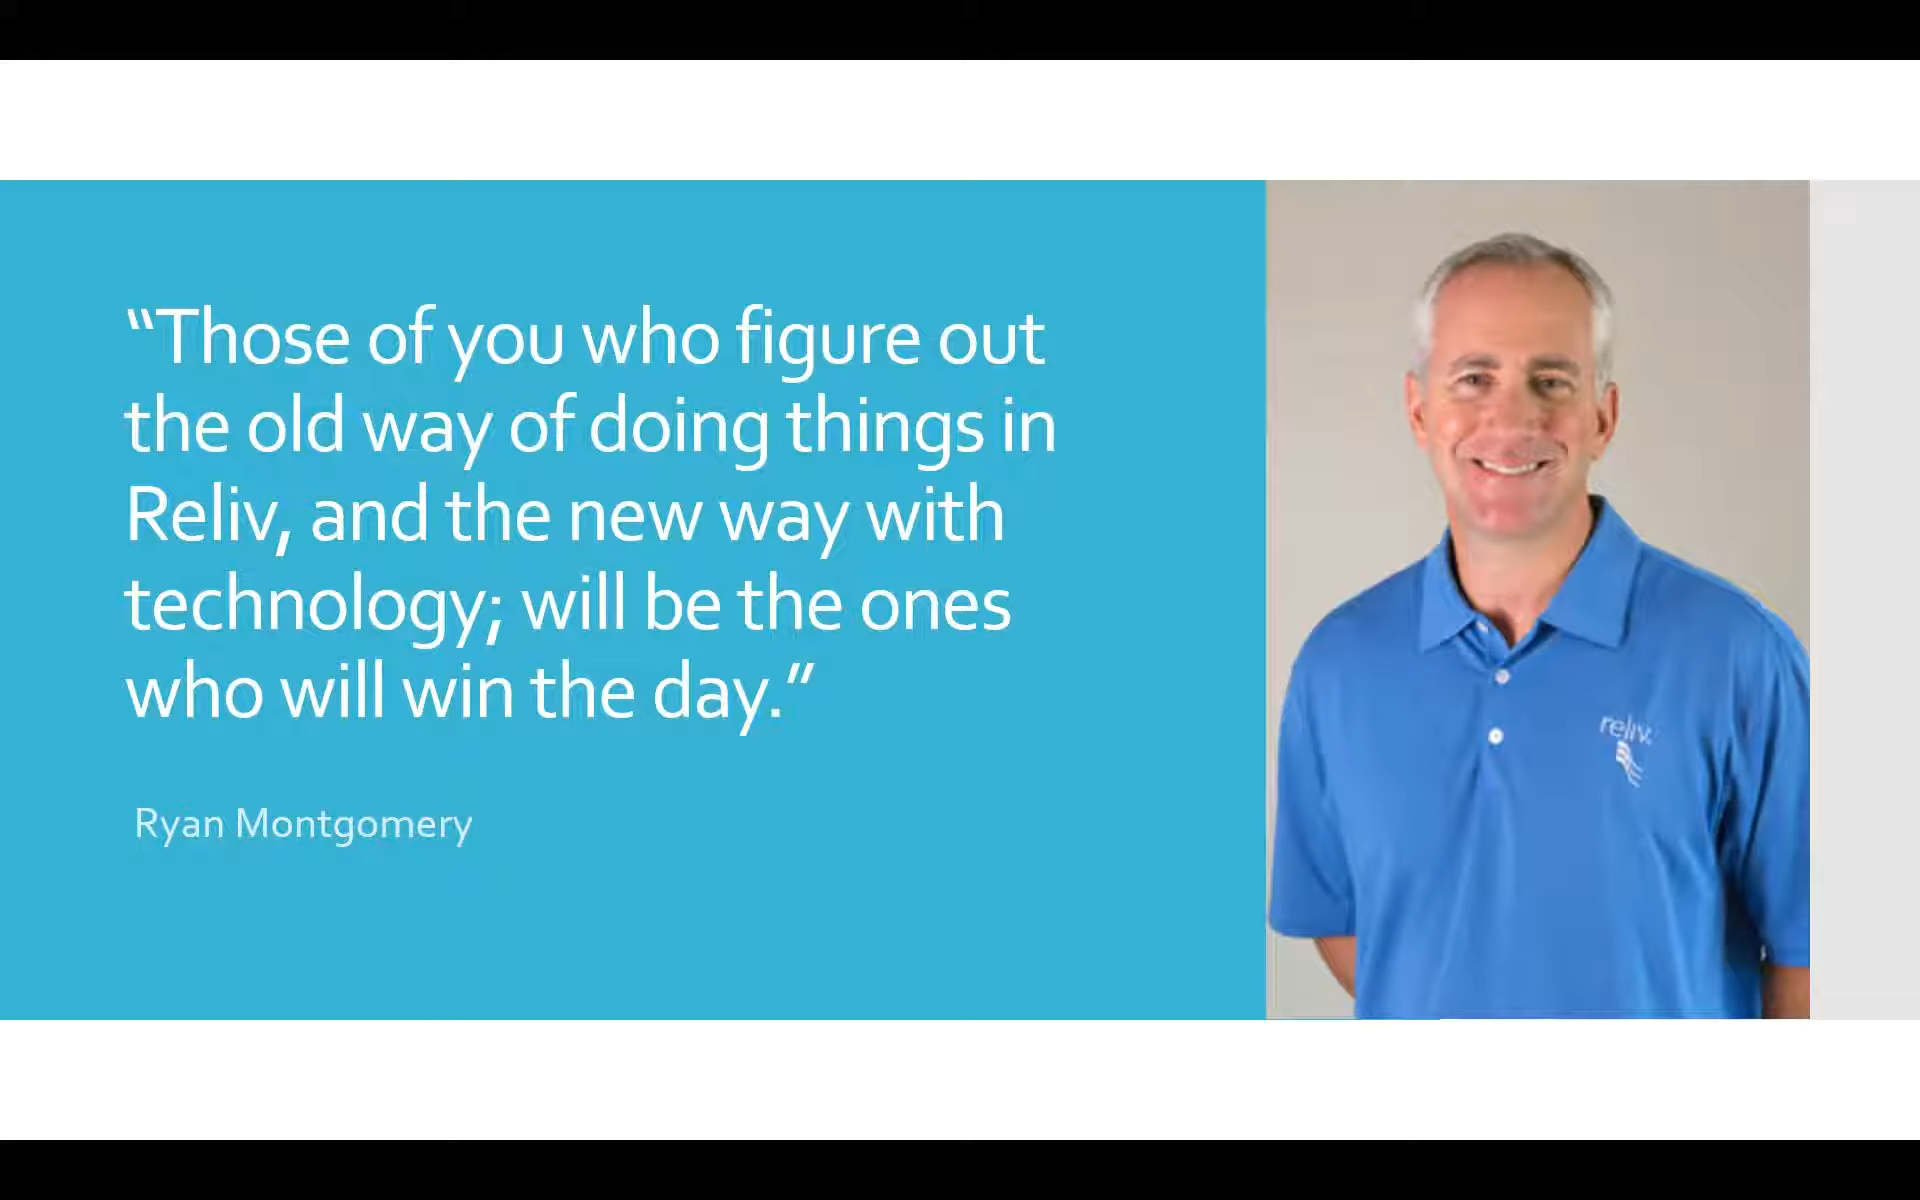 “Those of you who figure out
the old way of doing things in
Reliv, and the new way with
technology; will be the ones
who will win the day.”
Ryan Montgomery
reliv